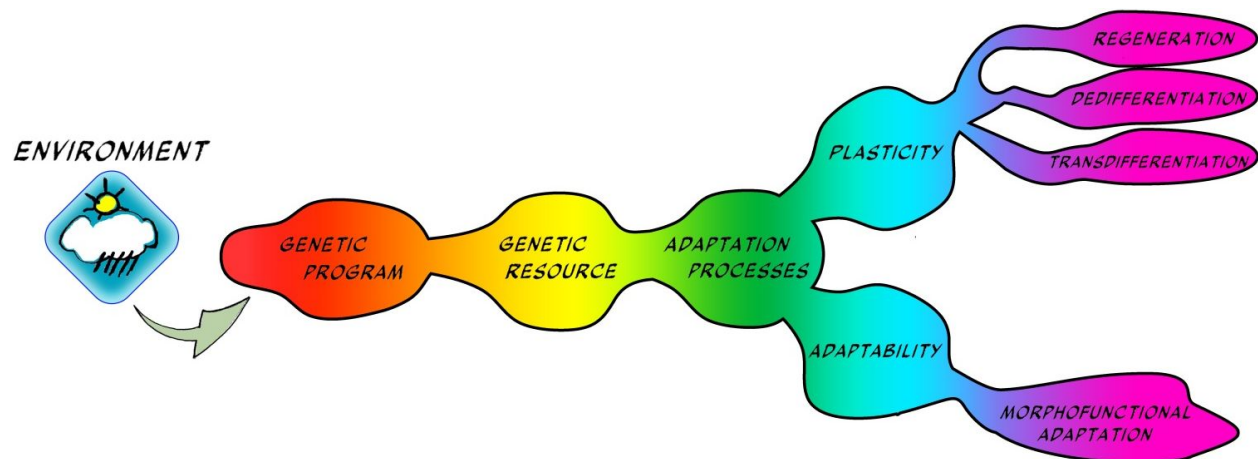 ENVIRONMENT
GENETIC
PROGRAM
GENETIC
RESOURCE
ADAPTATION
PROCESSES
PLASTICITY
REGENERATION
DEDIFFERENTIATION
TRANSDIFFERENTIATION
ADAPTABILITY
MORPHOFUNCTIONAL
ADAPTATION